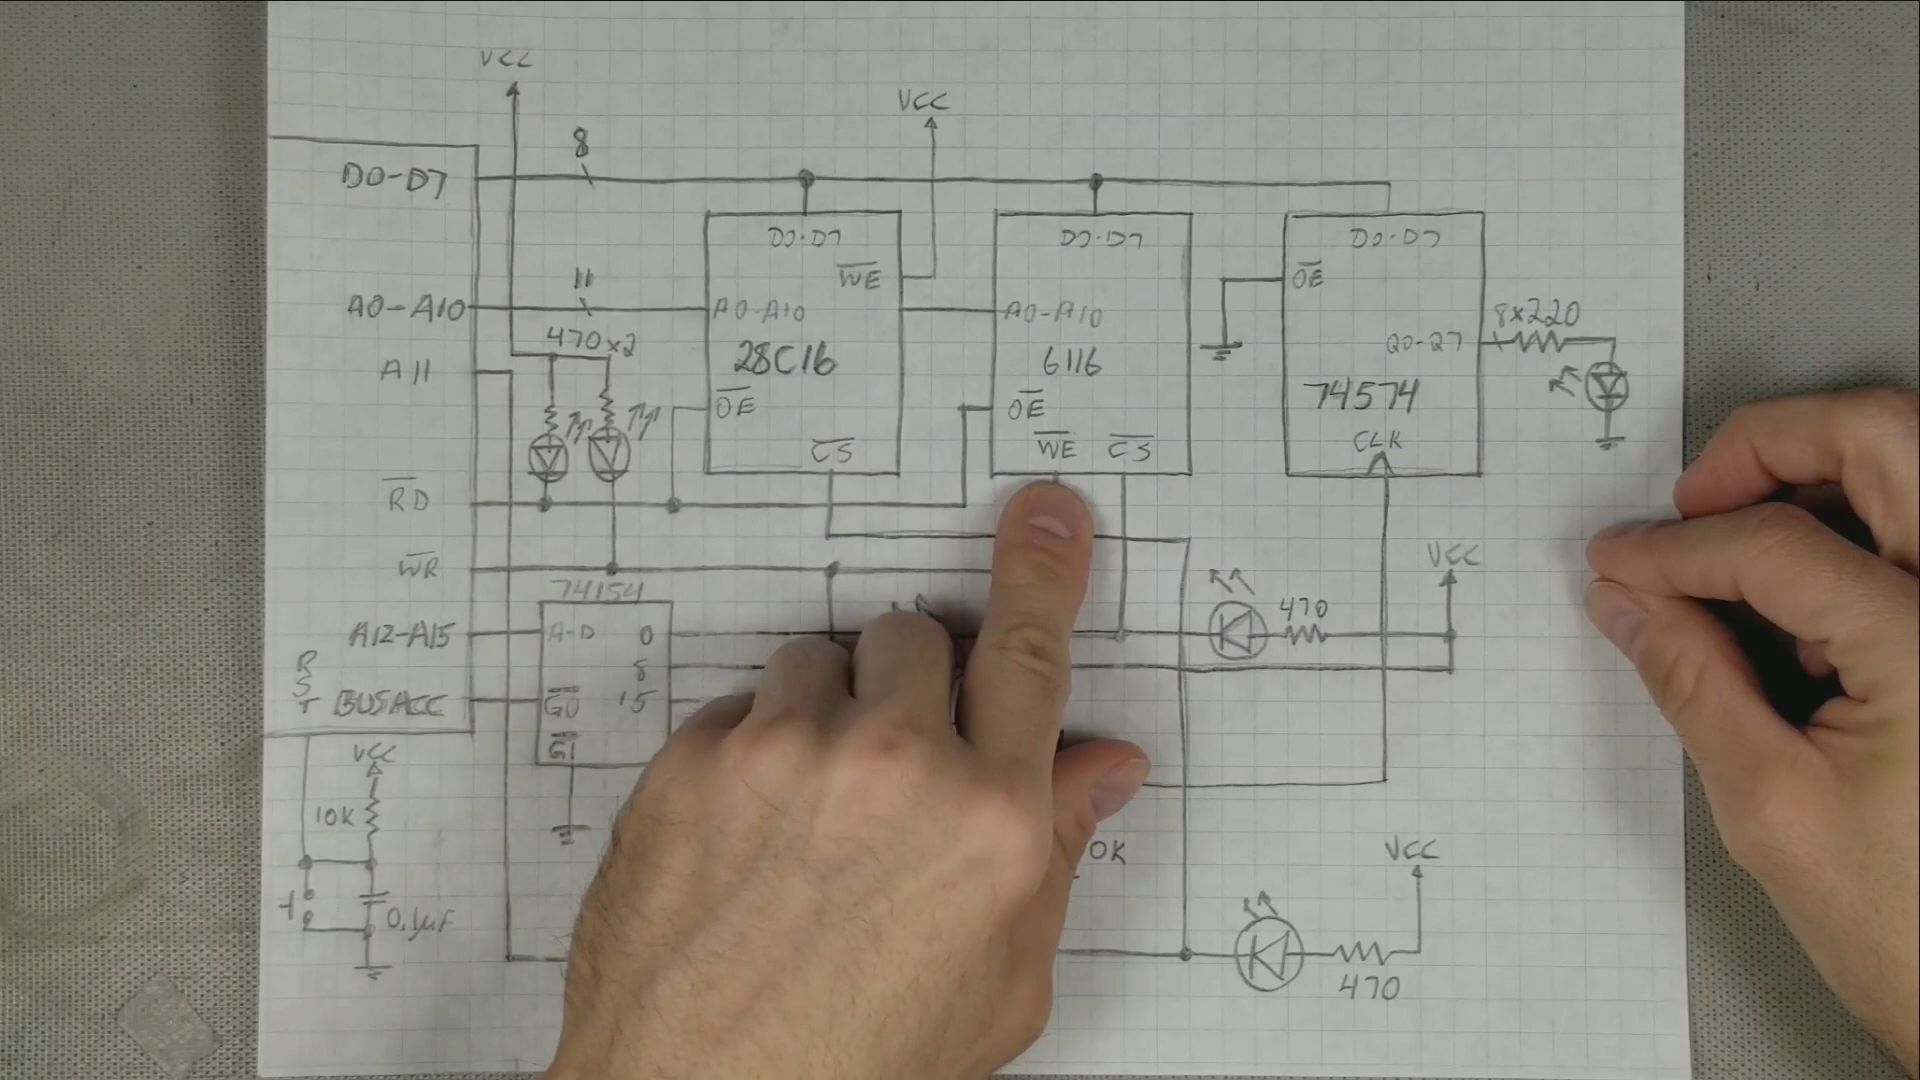 VCC
VCC
8
D0-D7
D0-D7
D0-D7
D0-D7
WE
OE
11
A0-A10
A0-A10
A0-A10
8x220
470x2
28C16
6116
Q0-Q7
A11
74574
OE
OE
CLK
CS
WE
CS
RD
VCC
WR
74154
470
A12-A15
A-D
0
8
RST
BUSACC
G0
15
G1
VCC
10K
0K
VCC
0.1µF
470